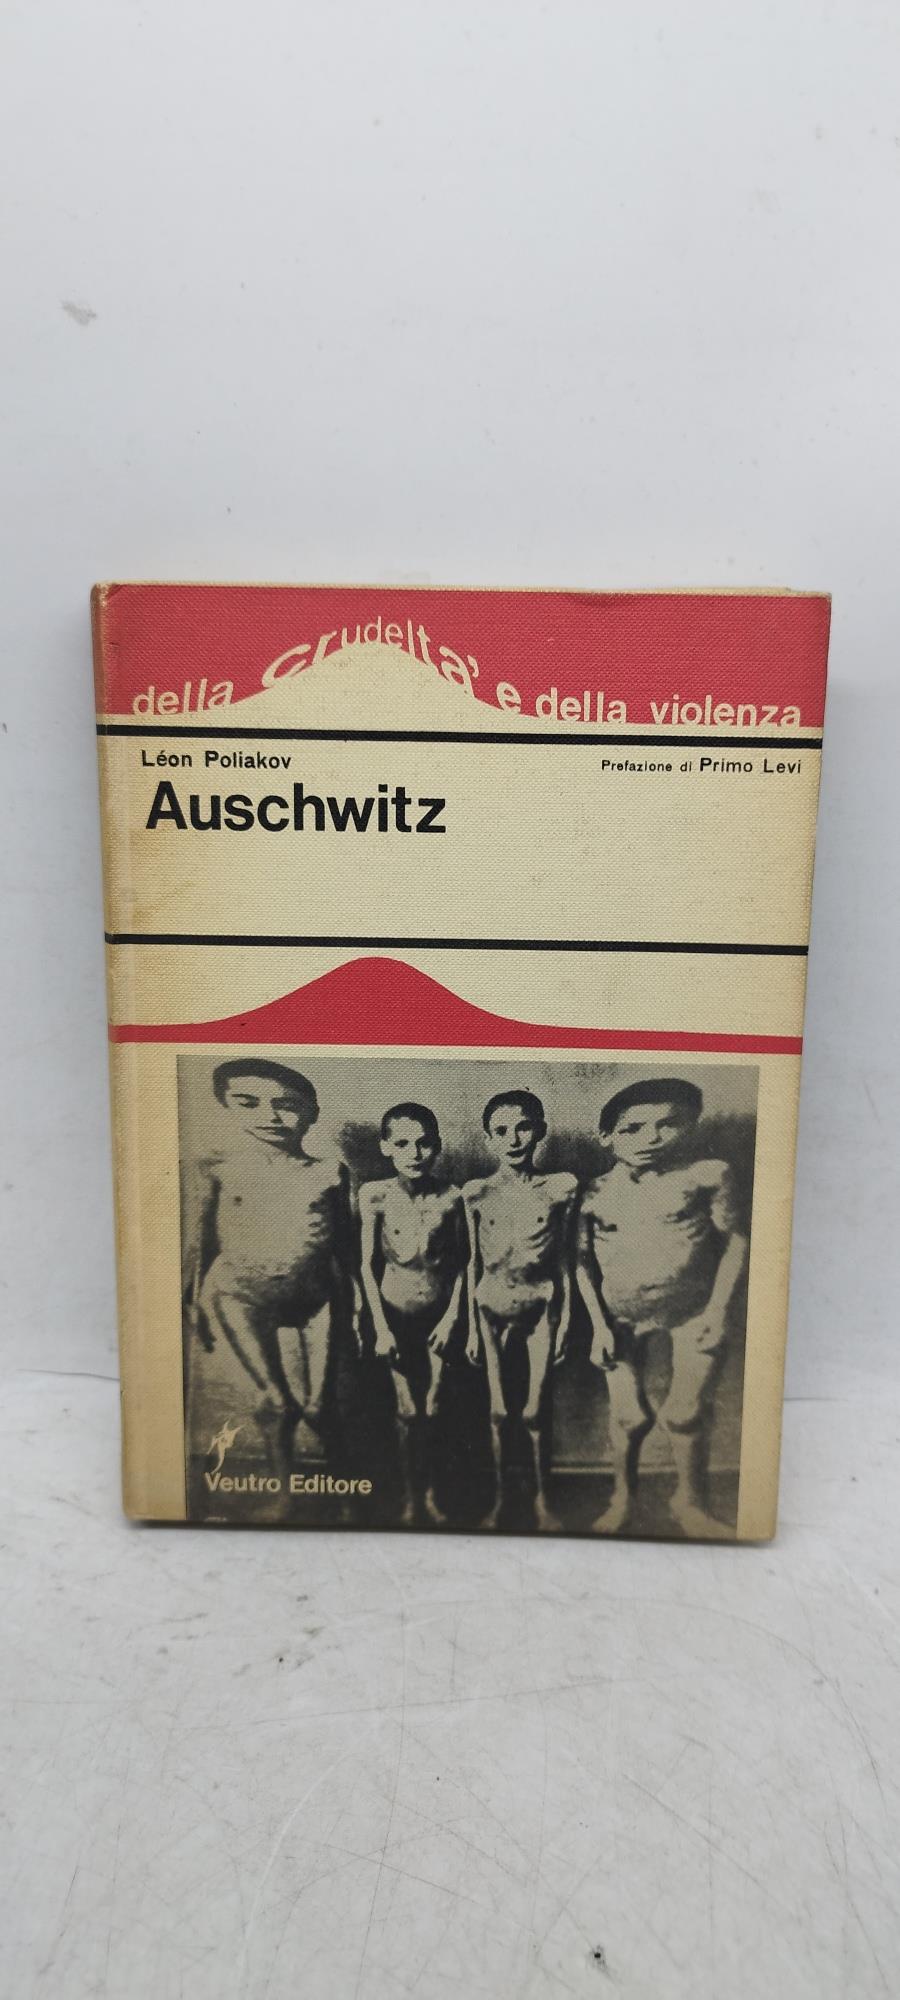 della crudelta' e della violenza
Léon Poliakov
Prefazione di Primo Levi
Auschwitz
Veutro Editore